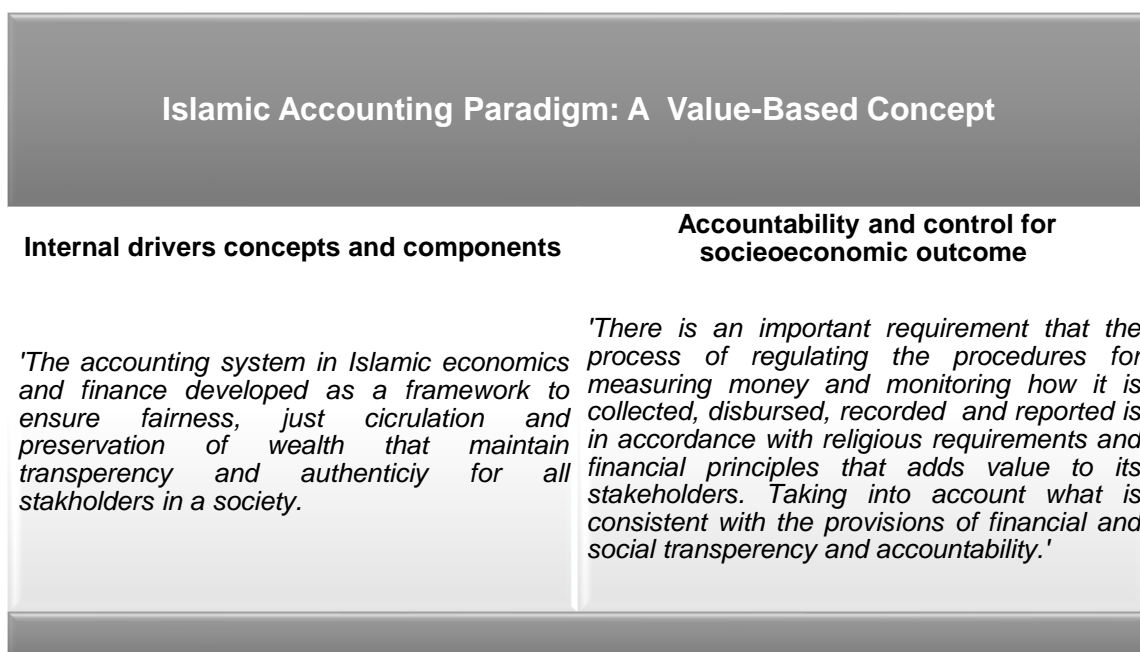 Islamic Accounting Paradigm: A Value-Based Concept
Internal drivers concepts and components
'The accounting system in Islamic economics
and finance developed as a framework to
ensure fairness, just cicrulation and
preservation of wealth that maintain
transperency and authenticiy for all
stakholders in a society.
Accountability and control for
socieoeconomic outcome
'There is an important requirement that the
process of regulating the procedures for
measuring money and monitoring how it is
collected, disbursed, recorded and reported is
in accordance with religious requirements and
financial principles that adds value to its
stakeholders. Taking into account what is
consistent with the provisions of financial and
social transperency and accountability.'